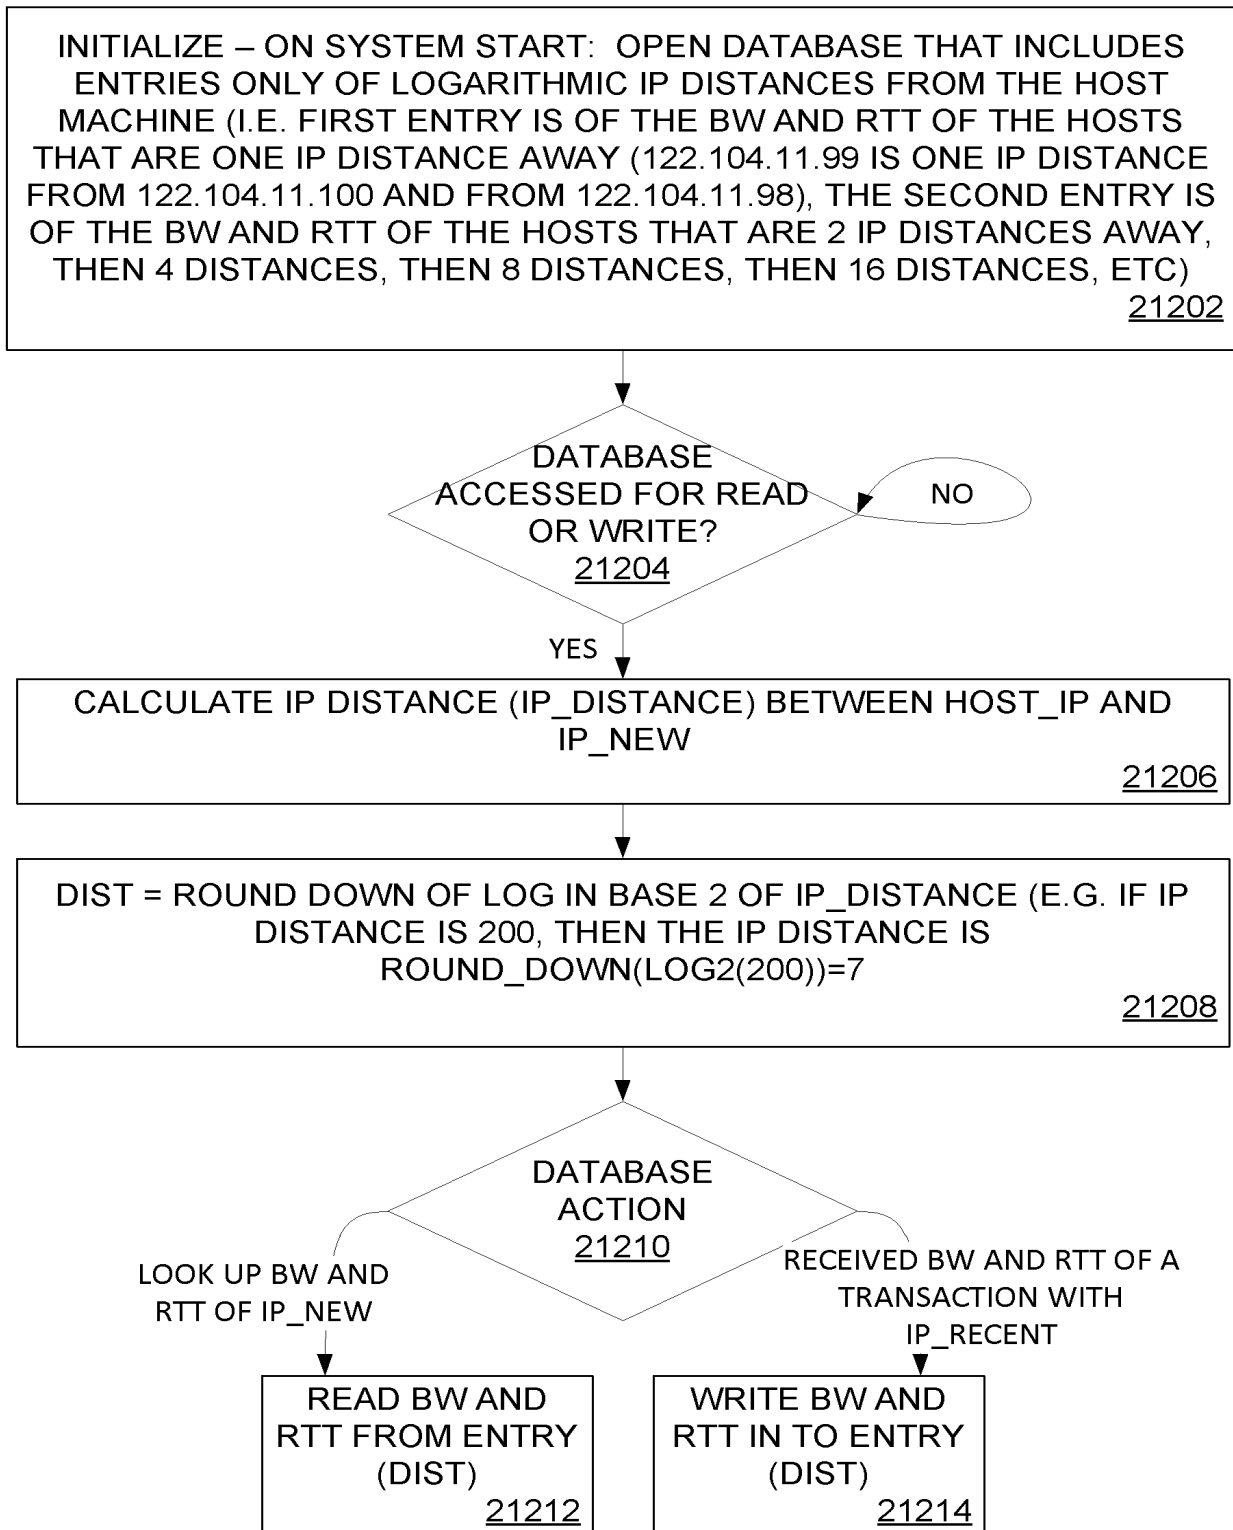 INITIALIZE – ON SYSTEM START:  OPEN DATABASE THAT INCLUDES
ENTRIES ONLY OF LOGARITHMIC IP DISTANCES FROM THE HOST
MACHINE (I.E. FIRST ENTRY IS OF THE BW AND RTT OF THE HOSTS
THAT ARE ONE IP DISTANCE AWAY (122.104.11.99 IS ONE IP DISTANCE
FROM 122.104.11.100 AND FROM 122.104.11.98), THE SECOND ENTRY IS
OF THE BW AND RTT OF THE HOSTS THAT ARE 2 IP DISTANCES AWAY,
THEN 4 DISTANCES, THEN 8 DISTANCES, THEN 16 DISTANCES, ETC)
21202
DATABASE
ACCESSED FOR READ
OR WRITE?
21204
NO
YES
CALCULATE IP DISTANCE (IP_DISTANCE) BETWEEN HOST_IP AND
IP_NEW
21206
DIST = ROUND DOWN OF LOG IN BASE 2 OF IP_DISTANCE (E.G. IF IP
DISTANCE IS 200, THEN THE IP DISTANCE IS
ROUND_DOWN(LOG2(200))=7
21208
DATABASE
ACTION
21210
LOOK UP BW AND
RTT OF IP_NEW
RECEIVED BW AND RTT OF A
TRANSACTION WITH
IP_RECENT
READ BW AND
RTT FROM ENTRY
(DIST)
21212
WRITE BW AND
RTT IN TO ENTRY
(DIST)
21214